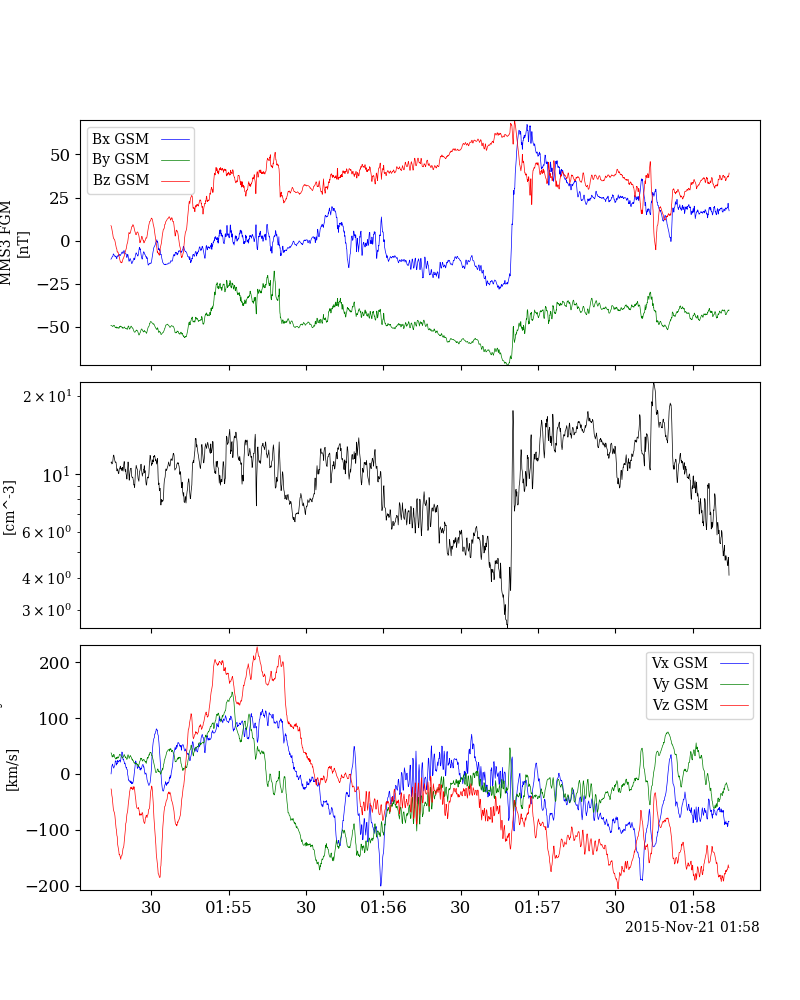 Bx GSM
By GSM
Bz GSM
50
25
0
−25
−50
MMS3 FGM
[nT]
2 × 10¹
10¹
6 × 10⁰
4 × 10⁰
3 × 10⁰
[cm^-3]
Vx GSM
Vy GSM
Vz GSM
200
100
0
−100
−200
[km/s]
30 01:55 30 01:56 30 01:57 30 01:58
2015-Nov-21 01:58